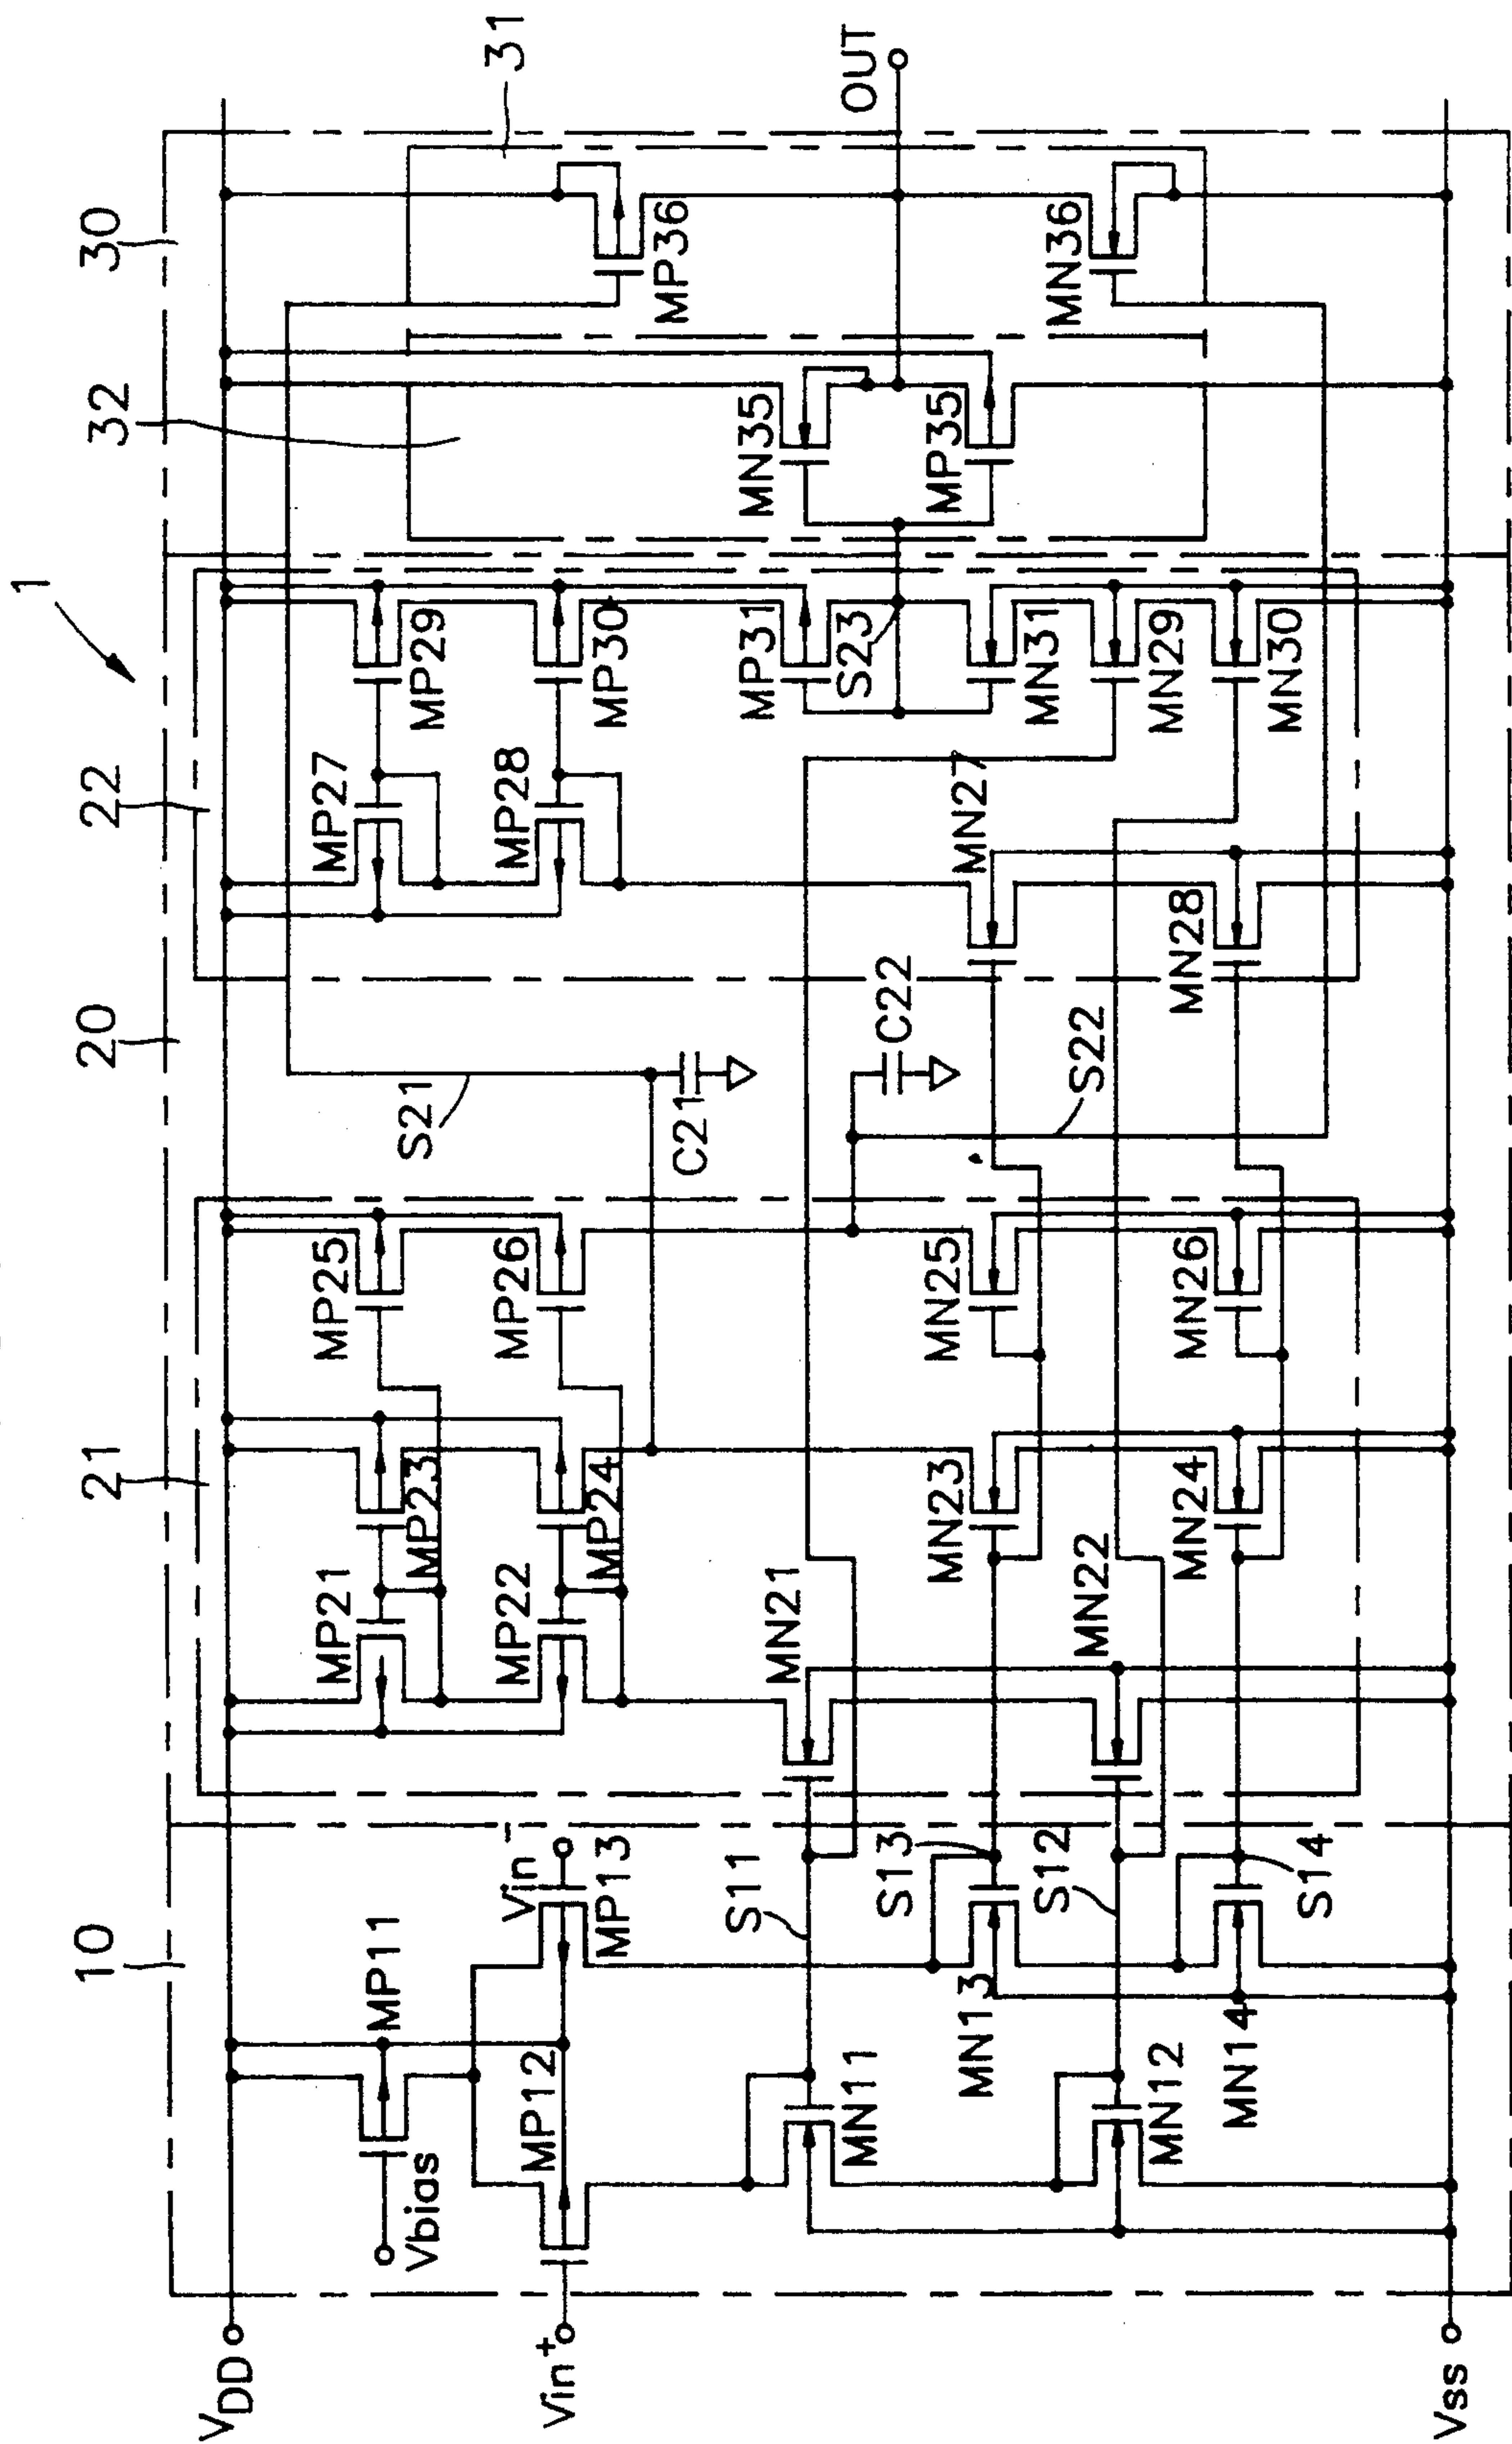 1
10
20
30
21
22
32
31
VDD
Vbias
MP11
Vin+
MP12
Vin-
MP13
MN11
S11
MN13
S13
MN12
S12
MN14
S14
Vss
MP21
MP23
MP25
MP22
MP24
MP26
MN21
MN23
MN25
MN22
MN24
MN26
S21
C21
C22
S22
MP27
MP29
MP28
MP30
MP31
S23
MN27
MN31
MN29
MN28
MN30
MN35
MP35
MP36
MN36
OUT